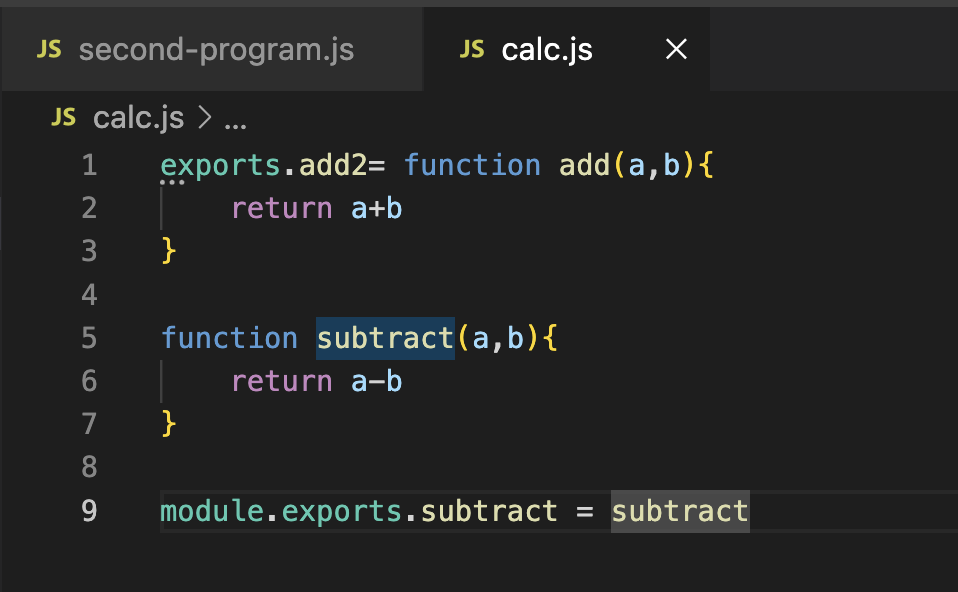 JS second-program.js JS calc.js ×
JS calc.js > ...
1 exports.add2= function add(a,b){
2     return a+b
3 }
4
5 function subtract(a,b){
6     return a-b
7 }
8
9 module.exports.subtract = subtract